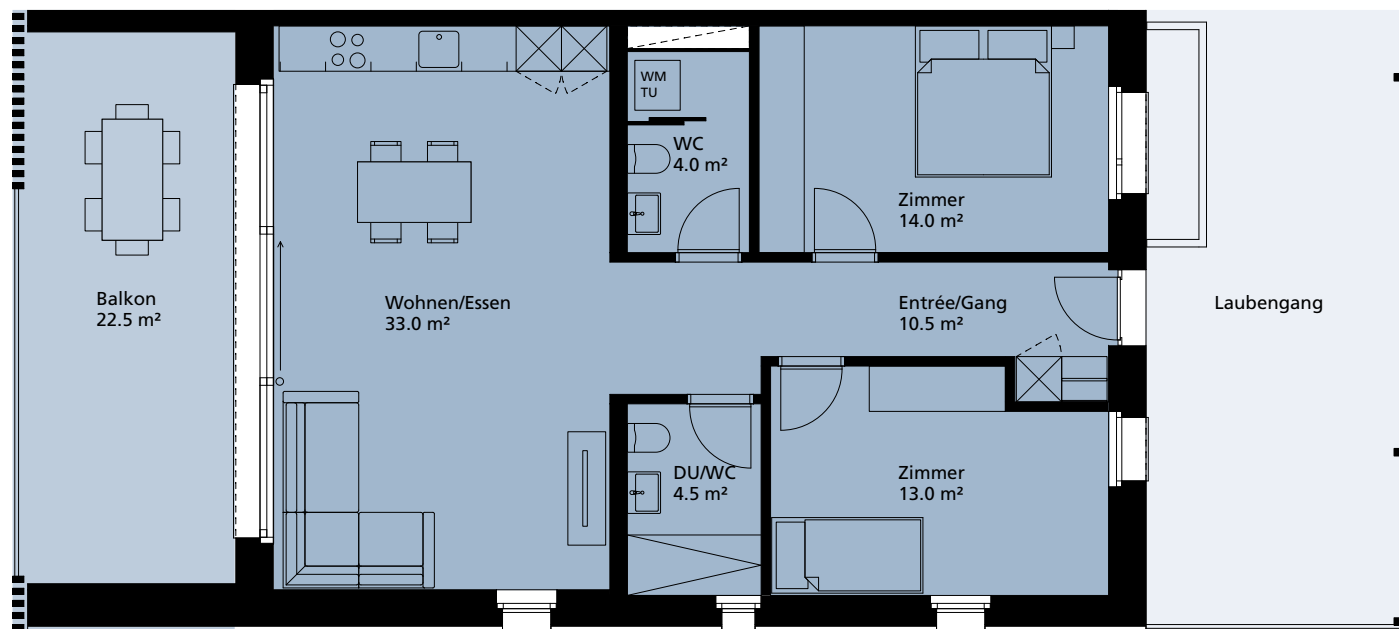 WM
TU
WC
4.0 m²
Zimmer
14.0 m²
Balkon
22.5 m²
Wohnen/Essen
33.0 m²
Entrée/Gang
10.5 m²
Laubengang
DU/WC
4.5 m²
Zimmer
13.0 m²